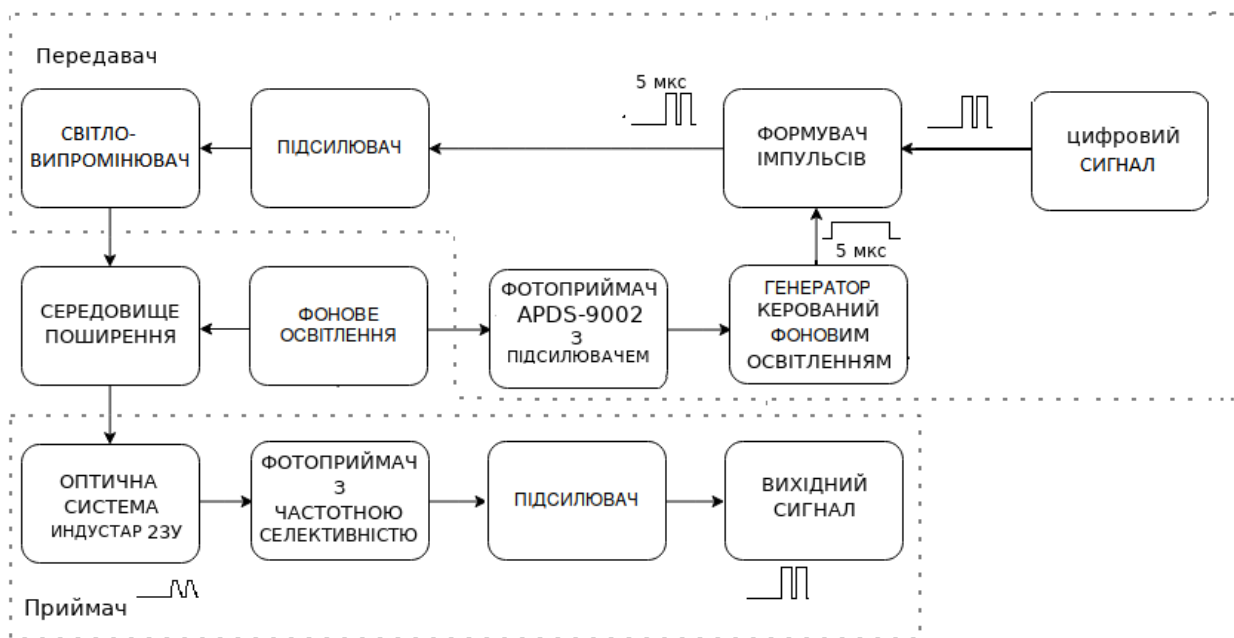 Передавач
СВІТЛО-
ВИПРОМІНЮВАЧ
ПІДСИЛЮВАЧ
5 мкс
ФОРМУВАЧ
ІМПУЛЬСІВ
ЦИФРОВИЙ
СИГНАЛ
5 мкс
СЕРЕДОВИЩЕ
ПОШИРЕННЯ
ФОНОВЕ
ОСВІТЛЕННЯ
ФОТОПРИЙМАЧ
APDS-9002
З
ПІДСИЛЮВАЧЕМ
ГЕНЕРАТОР
КЕРОВАНИЙ
ФОНОВИМ
ОСВІТЛЕННЯМ
ОПТИЧНА
СИСТЕМА
ИНДУСТАР 23У
ФОТОПРИЙМАЧ
З
ЧАСТОТНОЮ
СЕЛЕКТИВНІСТЮ
ПІДСИЛЮВАЧ
ВИХІДНИЙ
СИГНАЛ
Приймач